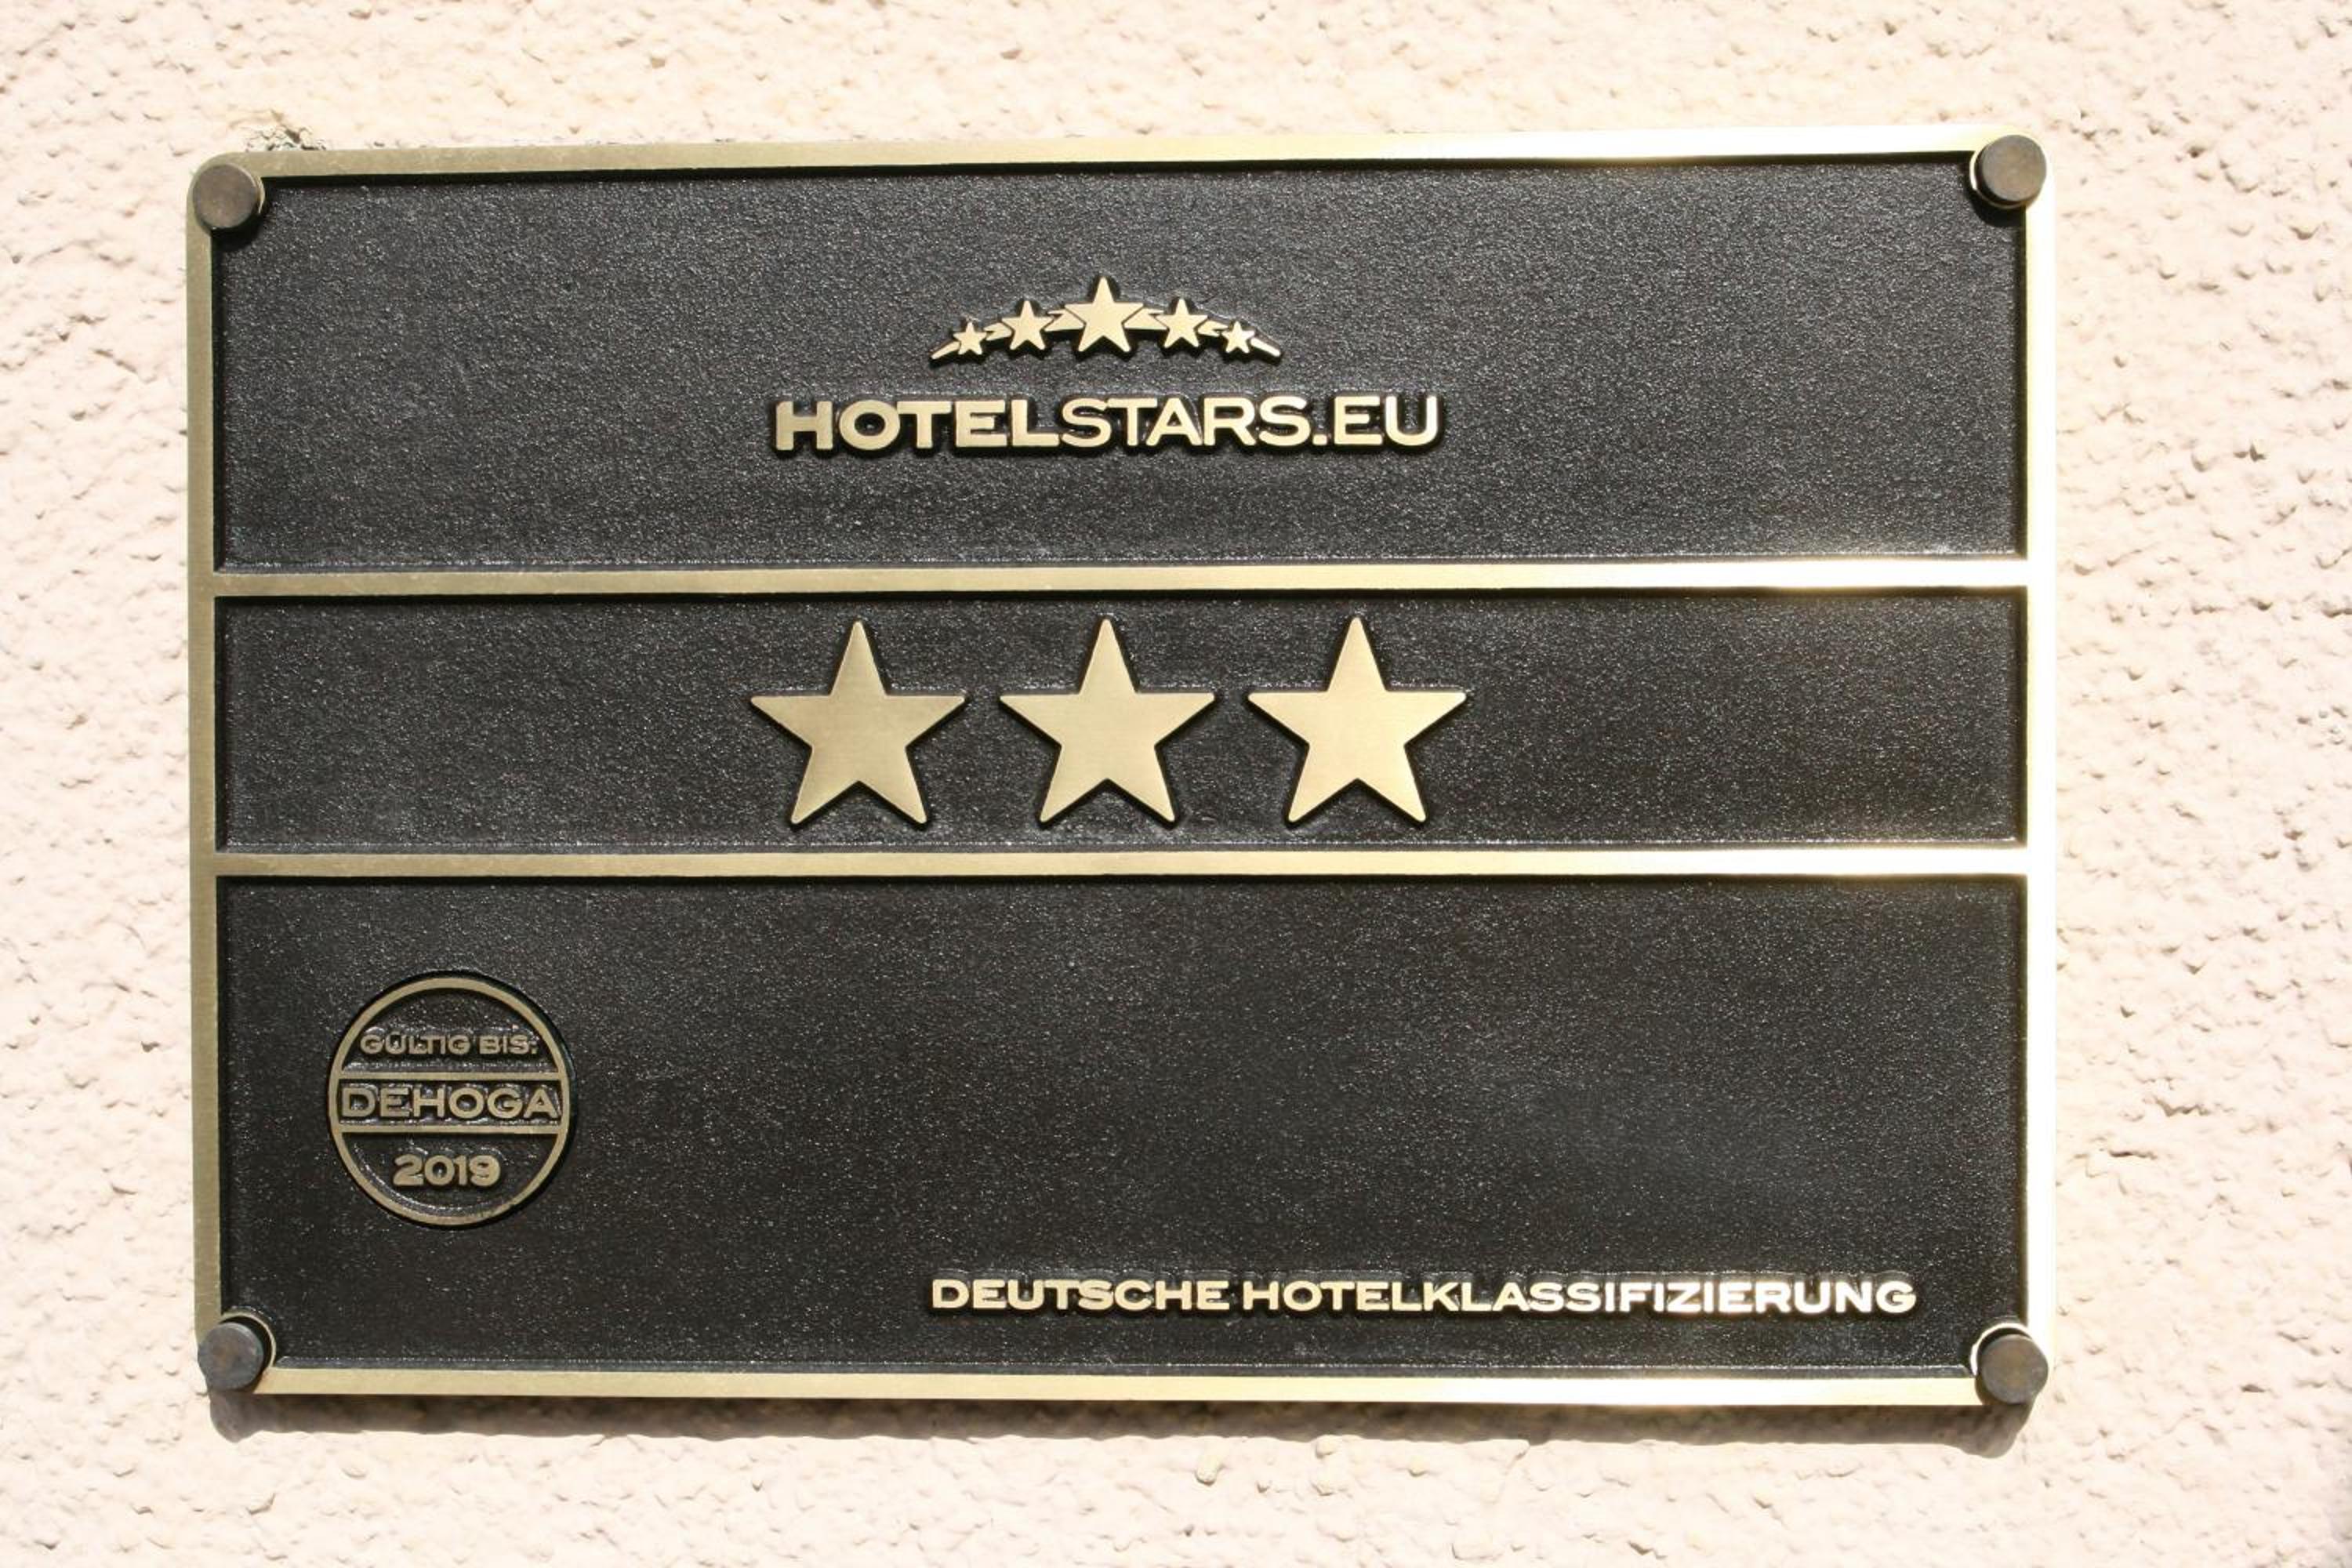 HOTELSTARS.EU
GÜLTIG BIS:
DEHOGA
2019
DEUTSCHE HOTELKLASSIFIZIERUNG